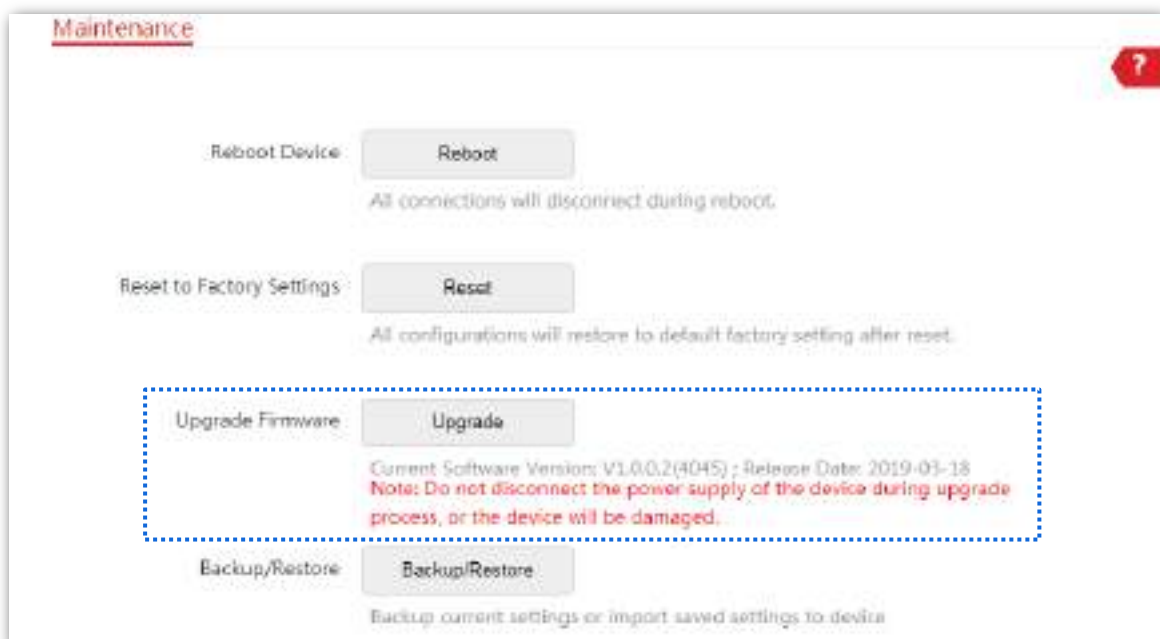 Maintenance
?
Reboot Device Reboot
All connections will disconnect during reboot.
Reset to Factory Settings Reset
All configurations will restore to default factory setting after reset.
Upgrade Firmware Upgrade
Current Software Version: V1.0.0.2(4045) ; Release Date: 2019-03-18
Note: Do not disconnect the power supply of the device during upgrade
process, or the device will be damaged.
Backup/Restore Backup/Restore
Backup current settings or import saved settings to device